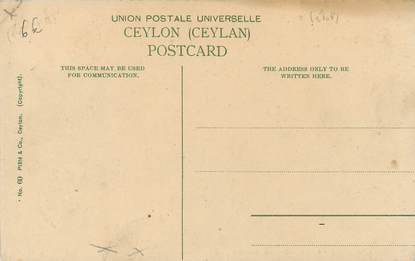 UNION POSTALE UNIVERSELLE
CEYLON (CEYLAN)
POSTCARD
THIS SPACE MAY BE USED
FOR COMMUNICATION.
THE ADDRESS ONLY TO BE
WRITTEN HERE.
Plâté & Co., Ceylon. (Copyright).